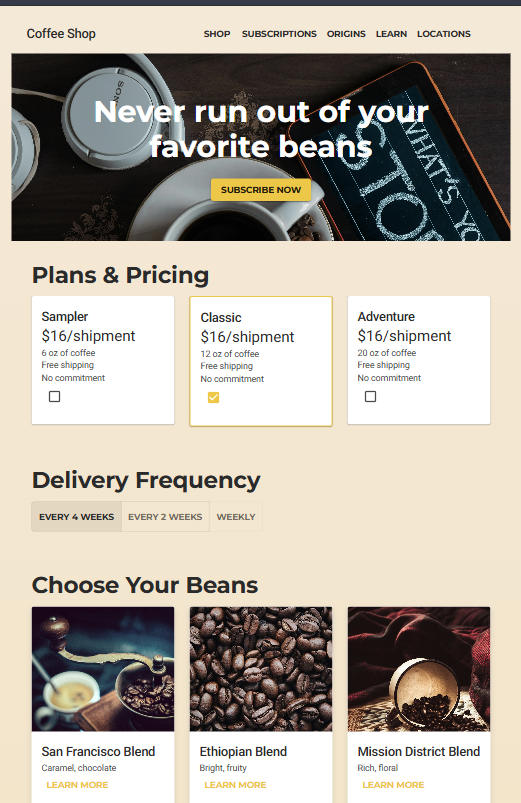 Coffee Shop
SHOP SUBSCRIPTIONS ORIGINS LEARN LOCATIONS
SONY
WHAT'S YOUR
STO
Never run out of your
favorite beans
SUBSCRIBE NOW
Plans & Pricing
Sampler
$16/shipment
6 oz of coffee
Free shipping
No commitment
Classic
$16/shipment
12 oz of coffee
Free shipping
No commitment
Adventure
$16/shipment
20 oz of coffee
Free shipping
No commitment
Delivery Frequency
EVERY 4 WEEKS EVERY 2 WEEKS WEEKLY
Choose Your Beans
San Francisco Blend
Caramel, chocolate
LEARN MORE
Ethiopian Blend
Bright, fruity
LEARN MORE
Mission District Blend
Rich, floral
LEARN MORE